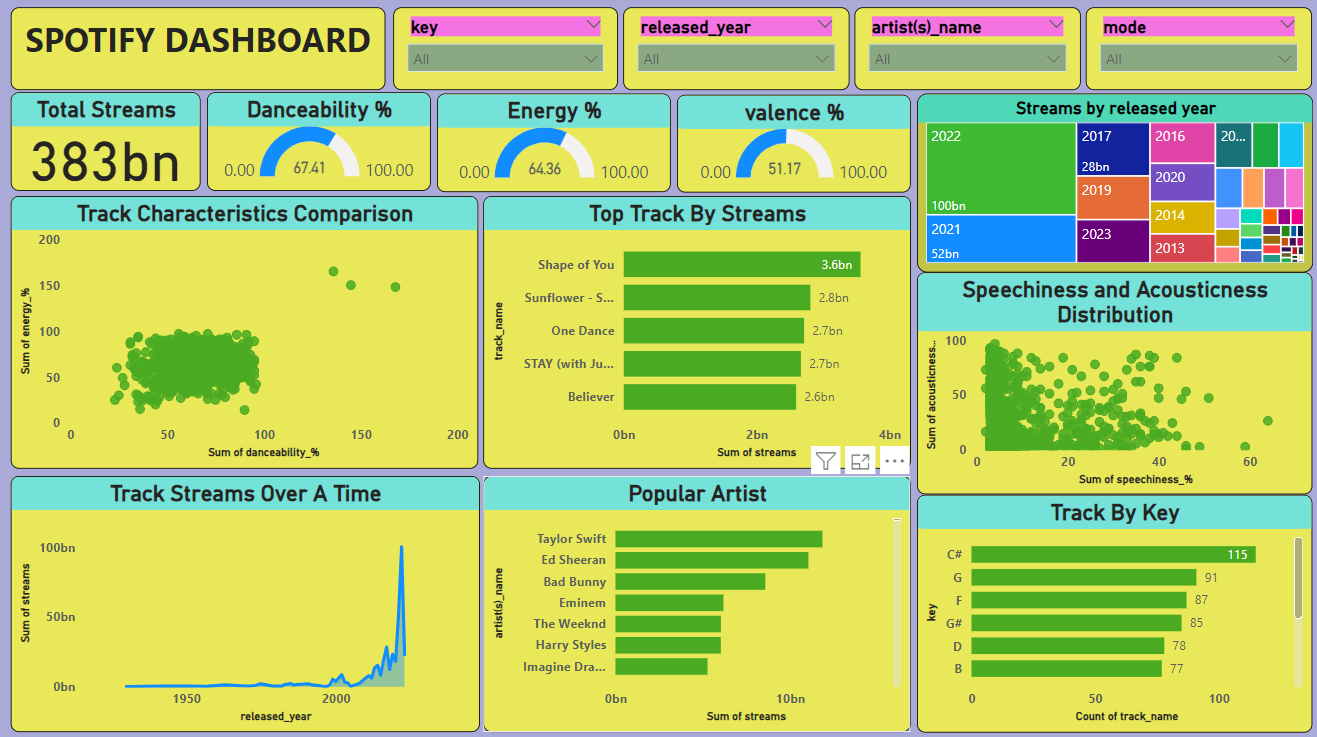 SPOTIFY DASHBOARD
key
All
released_year
All
artist(s)_name
All
mode
All
Total Streams
383bn
Danceability %
0.00
67.41
100.00
Energy %
0.00
64.36
100.00
valence %
0.00
51.17
100.00
Streams by released year
2022
100bn
2021
52bn
2017
28bn
2019
2023
2016
2020
2014
2013
20...
Track Characteristics Comparison
Sum of energy_%
200
150
100
50
0
0
50
100
150
200
Sum of danceability_%
Top Track By Streams
track_name
Shape of You
3.6bn
Sunflower - S...
2.8bn
One Dance
2.7bn
STAY (with Ju...
2.7bn
Believer
2.6bn
0bn
2bn
4bn
Sum of streams
Speechiness and Acousticness
Distribution
Sum of acousticness...
100
50
0
0
20
40
60
Sum of speechiness_%
Track Streams Over A Time
Sum of streams
100bn
50bn
0bn
1950
2000
released_year
Popular Artist
artist(s)_name
Taylor Swift
Ed Sheeran
Bad Bunny
Eminem
The Weeknd
Harry Styles
Imagine Dra...
0bn
10bn
Sum of streams
Track By Key
key
C#
115
G
91
F
87
G#
85
D
78
B
77
0
50
100
Count of track_name